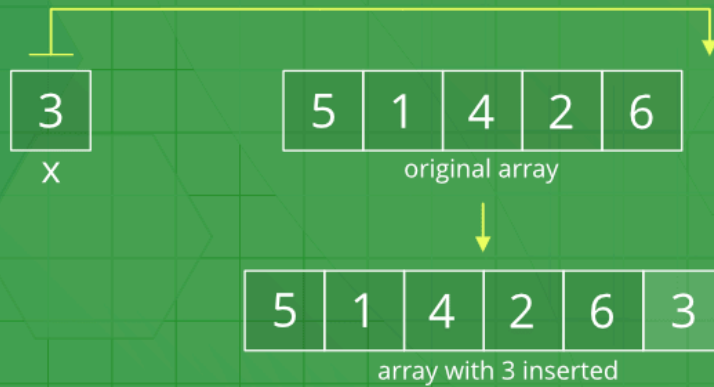 3
x
5 1 4 2 6
original array
5 1 4 2 6 3
array with 3 inserted